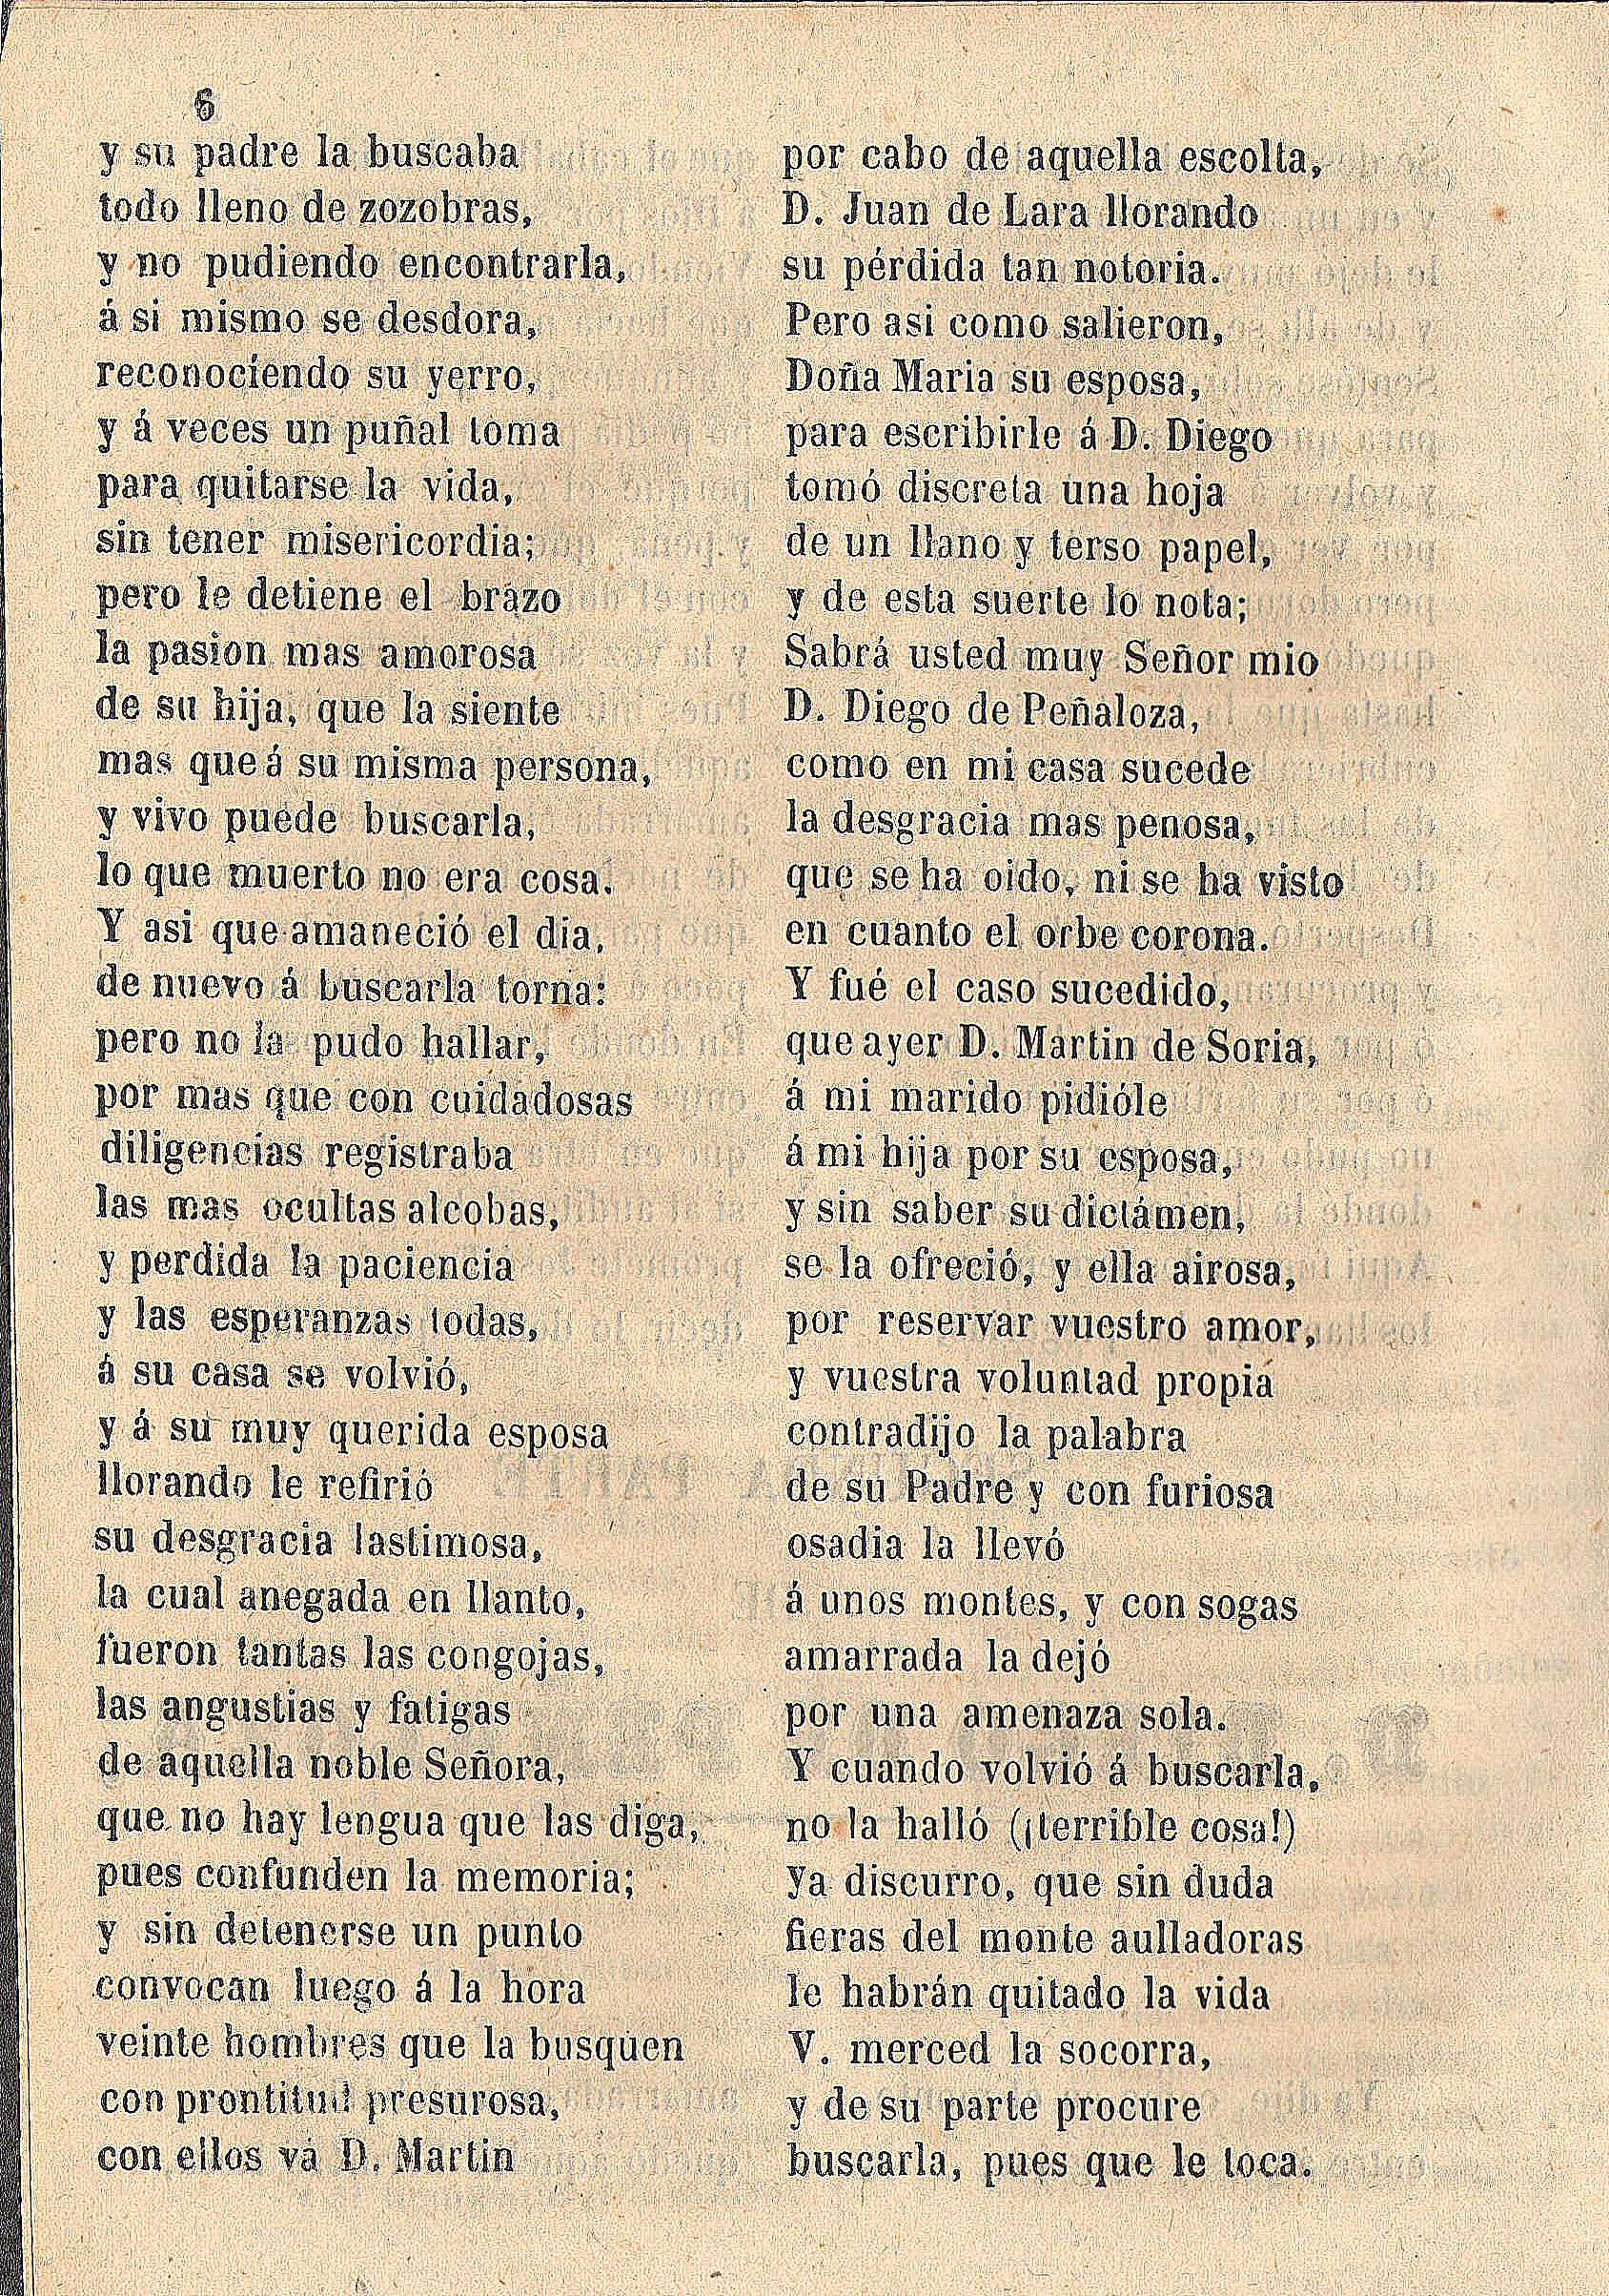 6
y su padre la buscaba
todo lleno de zozobras,
y no pudiendo encontrarla,
á si mismo se desdora,
reconociendo su yerro,
y á veces un puñal toma
para quitarse la vida,
sin tener misericordia;
pero le detiene el brazo
la pasion mas amorosa
de su hija, que la siente
mas que á su misma persona,
y vivo puede buscarla,
lo que muerto no era cosa.
Y asi que amaneció el dia,
de nuevo á buscarla torna:
pero no la pudo hallar,
por mas que con cuidadosas
diligencias registraba
las mas ocultas alcobas,
y perdida la paciencia
y las esperanzas todas,
á su casa se volvió,
y á su muy querida esposa
llorando le refirió
su desgracia lastimosa,
la cual anegada en llanto,
fueron tantas las congojas,
las angustias y fatigas
de aquella noble Señora,
que no hay lengua que las diga,
pues confunden la memoria;
y sin detenerse un punto
convocan luego á la hora
veinte hombres que la busquen
con prontitud presurosa,
con ellos vá D. Martin
por cabo de aquella escolta,
D. Juan de Lara llorando
su pérdida tan notoria.
Pero asi como salieron,
Doña Maria su esposa,
para escribirle á D. Diego
tomó discreta una hoja
de un llano y terso papel,
y de esta suerte lo nota;
Sabrá usted muy Señor mio
D. Diego de Peñaloza,
como en mi casa sucede
la desgracia mas penosa,
que se ha oido, ni se ha visto
en cuanto el orbe corona.
Y fué el caso sucedido,
que ayer D. Martin de Soria,
á mi marido pidióle
á mi hija por su esposa,
y sin saber su dictámen,
se la ofreció, y ella airosa,
por reservar vuestro amor,
y vuestra voluntad propia
contradijo la palabra
de su Padre y con furiosa
osadia la llevó
á unos montes, y con sogas
amarrada la dejó
por una amenaza sola.
Y cuando volvió á buscarla,
no la halló (¡terrible cosa!)
Ya discurro, que sin duda
fieras del monte aulladoras
le habrán quitado la vida
V. merced la socorra,
y de su parte procure
buscarla, pues que le toca.